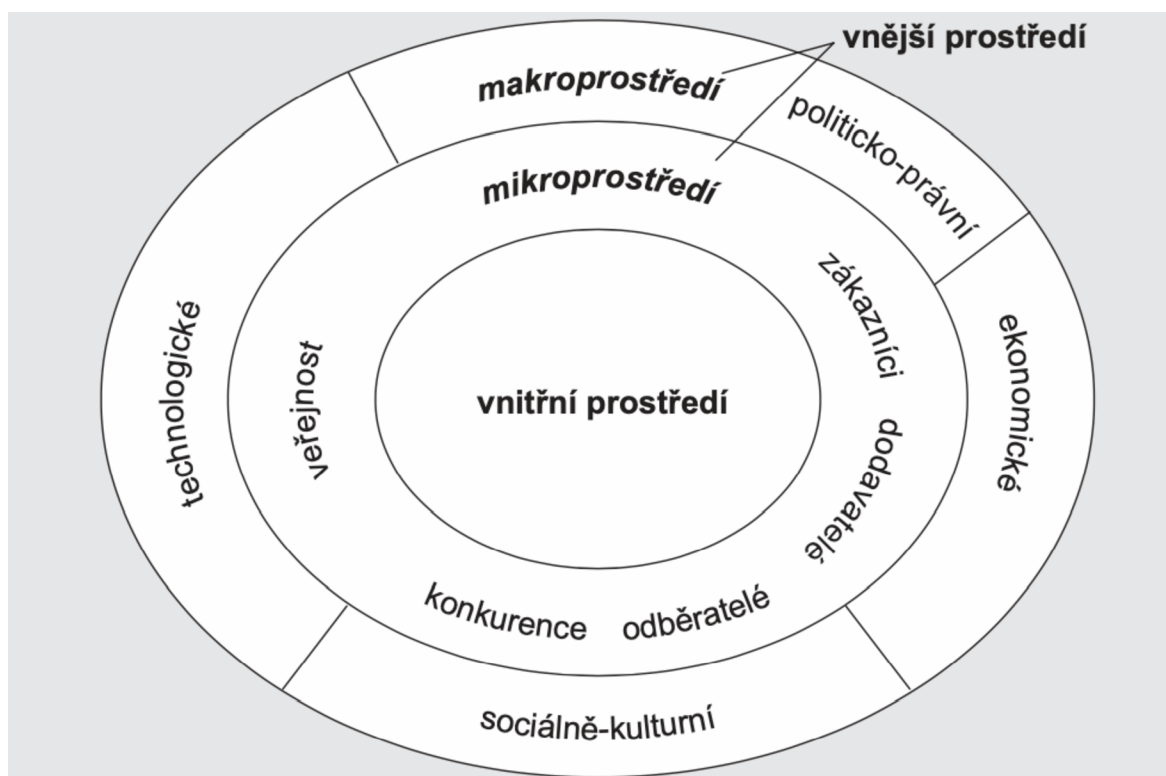 vnější prostředí
makroprostředí
politicko-právní
mikroprostředí
zákazníci
technologické
veřejnost
vnitřní prostředí
ekonomické
dodavatelé
konkurence
odběratelé
sociálně-kulturní